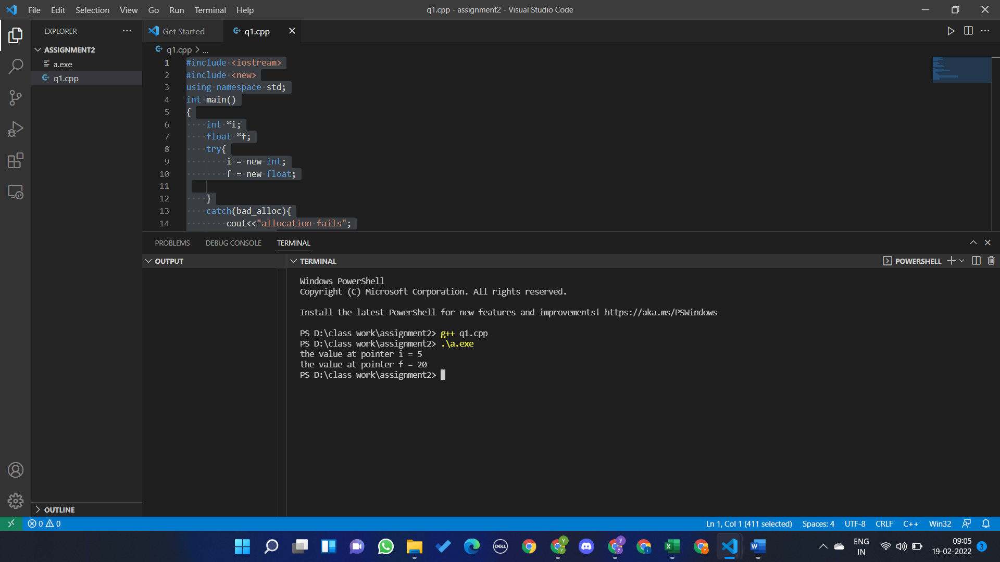 File Edit Selection View Go Run Terminal Help
q1.cpp - assignment2 - Visual Studio Code
EXPLORER
Get Started
q1.cpp
ASSIGNMENT2
a.exe
q1.cpp
q1.cpp > ...
1 #include <iostream>
2 #include <new>
3 using namespace std;
4 int main()
5 {
6 int *i;
7 float *f;
8 try{
9 i = new int;
10 f = new float;
11
12 }
13 catch(bad_alloc){
14 cout<<"allocation fails";
PROBLEMS DEBUG CONSOLE TERMINAL
OUTPUT
TERMINAL
POWERSHELL
Windows PowerShell
Copyright (C) Microsoft Corporation. All rights reserved.
Install the latest PowerShell for new features and improvements! https://aka.ms/PSWindows
PS D:\class work\assignment2> g++ q1.cpp
PS D:\class work\assignment2> .\a.exe
the value at pointer i = 5
the value at pointer f = 20
PS D:\class work\assignment2>
OUTLINE
0 0
Ln 1, Col 1 (411 selected) Spaces: 4 UTF-8 CRLF C++ Win32
DELL
Y
Y
y
y
i
X
Y
W
ENG
IN
09:05
19-02-2022
3